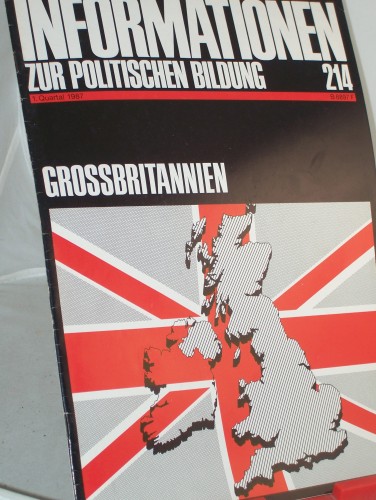 INFORMATIONEN
ZUR POLITISCHEN BILDUNG 214
1. Quartal 1987
GROSSBRITANNIEN